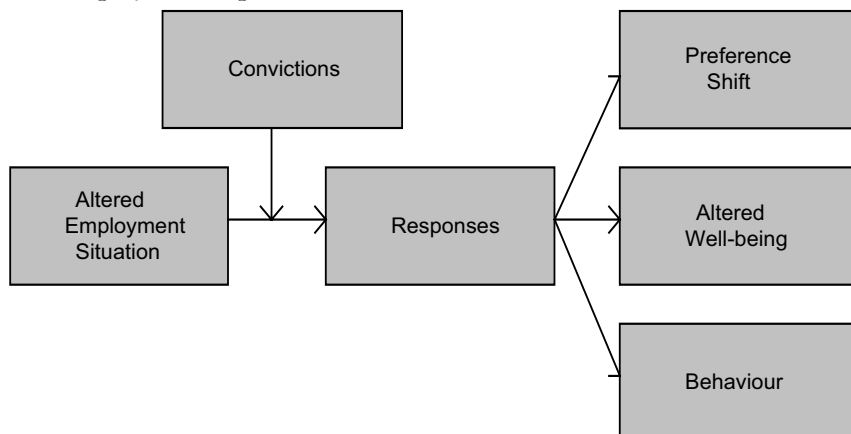 Convictions
Preference
Shift
Altered
Employment
Situation
Responses
Altered
Well-being
Behaviour